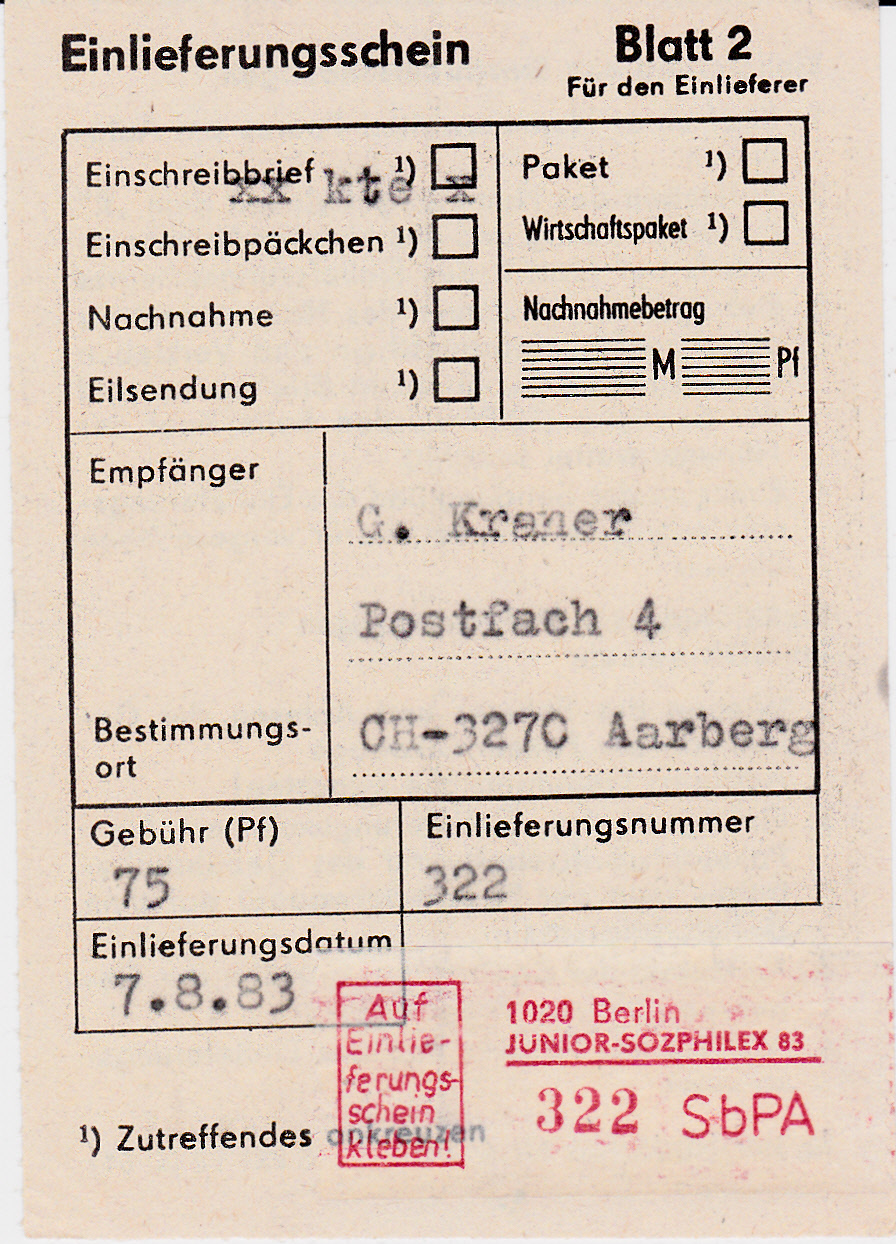 Einlieferungsschein
Blatt 2
Für den Einlieferer
Einschreibbrief ¹)
xx kte x
Einschreibpäckchen ¹)
Nachnahme ¹)
Eilsendung ¹)
Paket ¹)
Wirtschaftspaket ¹)
Nachnahmebetrag
M Pf
Empfänger
G. Kraner
Postfach 4
Bestimmungs-
ort
CH-3270 Aarberg
Gebühr (Pf)
75
Einlieferungsnummer
322
Einlieferungsdatum
7.8.83
Auf
Einlie-
ferungs-
schein
kleben!
1020 Berlin
JUNIOR-SOZPHILEX 83
322 SbPA
¹) Zutreffendes ankreuzen